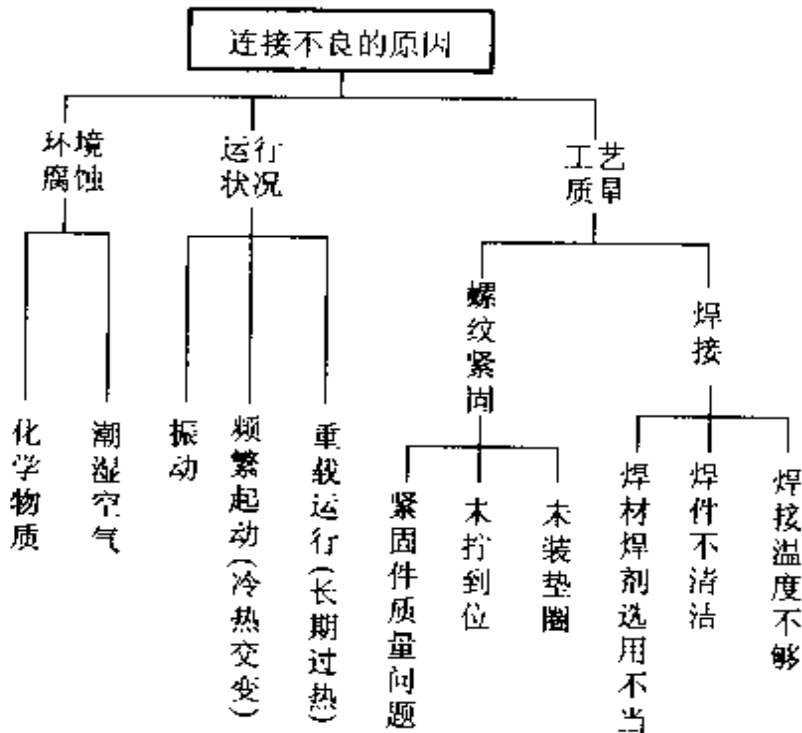 连接不良的原因
环境
腐蚀
运行
状况
工艺
质量
螺纹紧固
焊接
化学物质
潮湿空气
振动
频繁起动(冷热交变)
重载运行(长期过热)
紧固件质量问题
未拧到位
未装垫圈
焊材焊剂选用不当
焊件不清洁
焊接温度不够